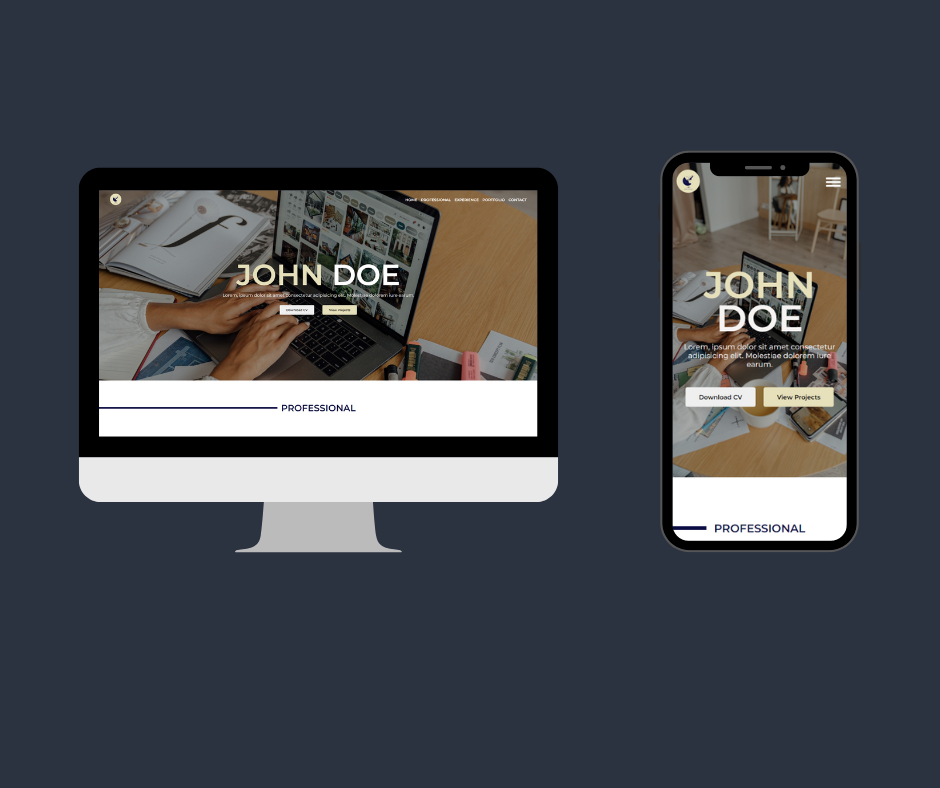 HOME PROFESSIONAL EXPERIENCE PORTFOLIO CONTACT
f
JOHN DOE
Lorem, ipsum dolor sit amet consectetur adipisicing elit. Molestiae dolorem iure earum.
Download CV View Projects
PROFESSIONAL
JOHN
DOE
Lorem, ipsum dolor sit amet consectetur
adipisicing elit. Molestiae dolorem iure
earum.
Download CV View Projects
PROFESSIONAL